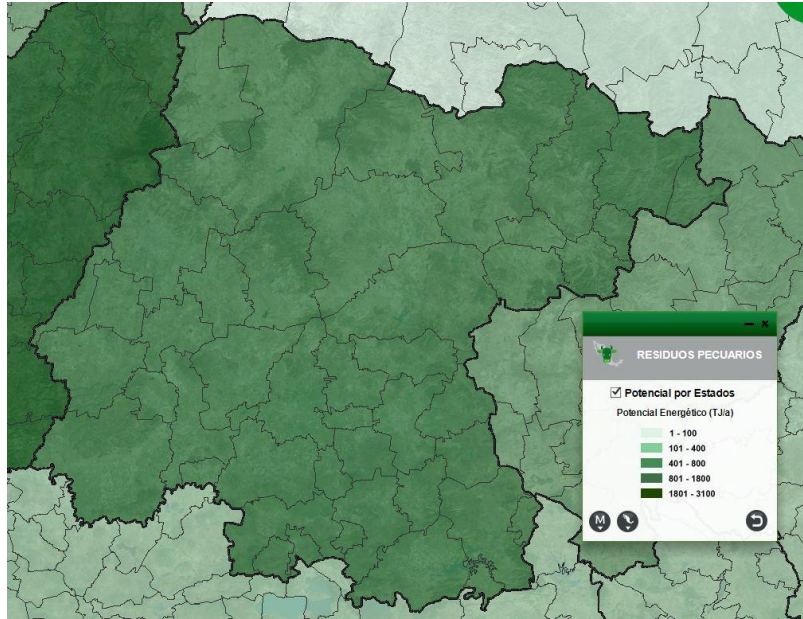 RESIDUOS PECUARIOS
Potencial por Estados
Potencial Energético (TJ/a)
1 - 100
101 - 400
401 - 800
801 - 1800
1801 - 3100
M